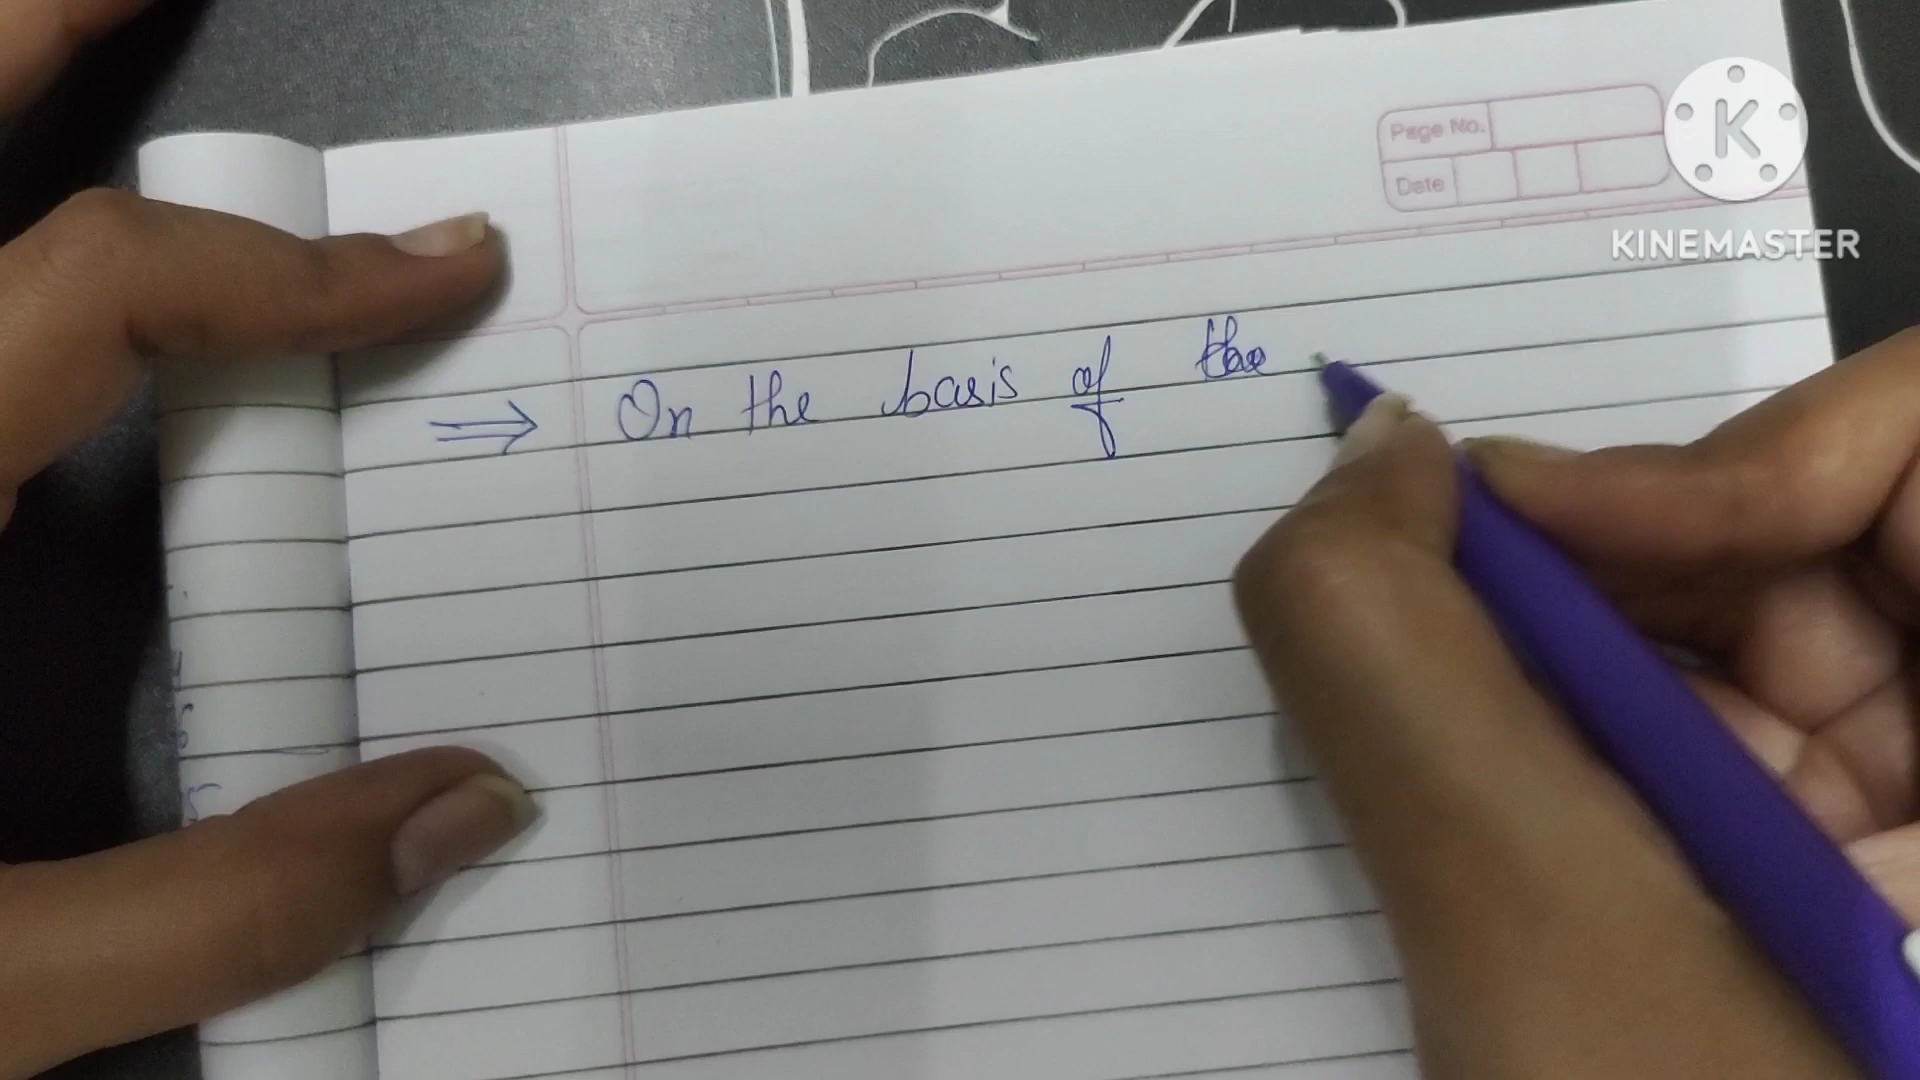 Page No.
Date
K
KINEMASTER
⇒ On the basis of the